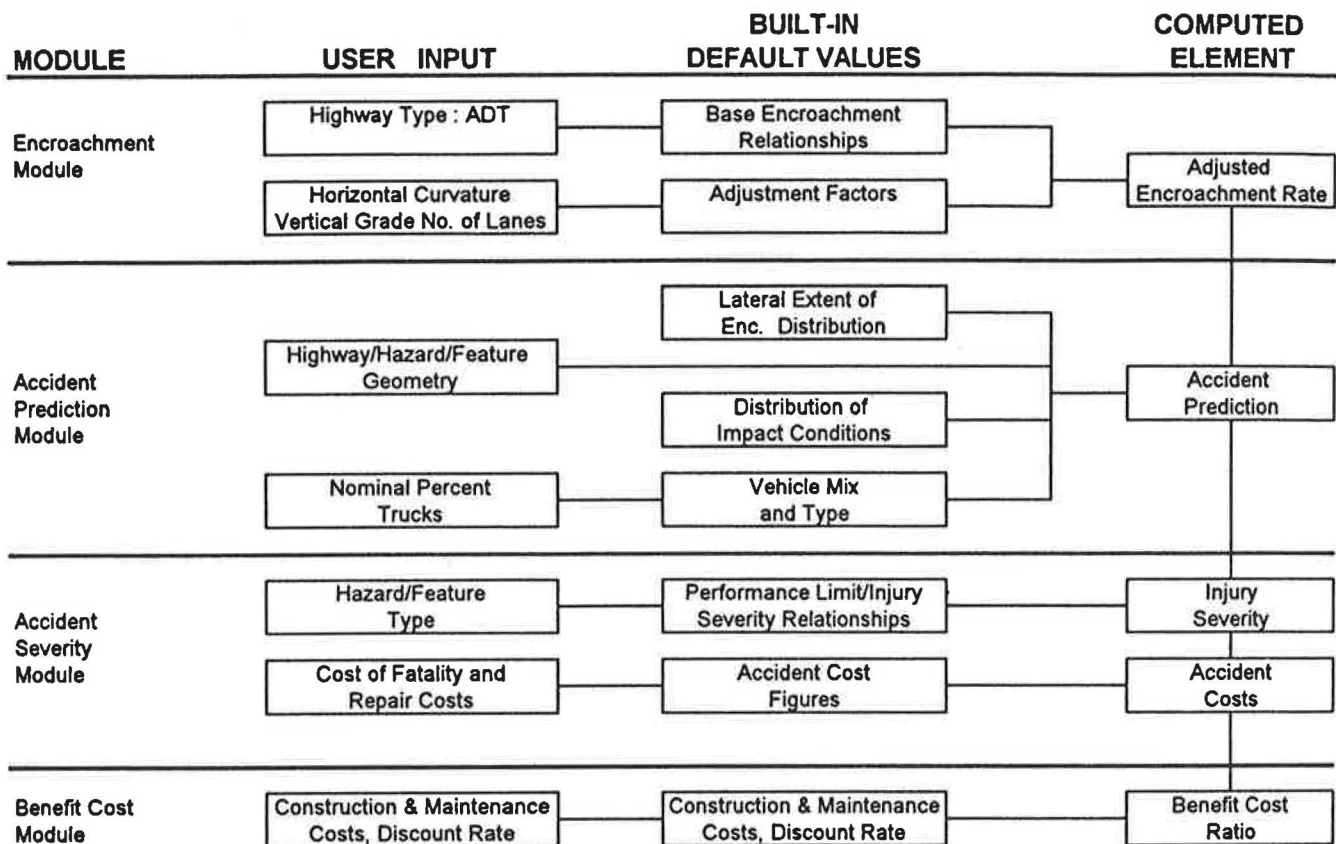 MODULE
USER INPUT
BUILT-IN
DEFAULT VALUES
COMPUTED
ELEMENT
Encroachment
Module
Highway Type : ADT
Base Encroachment
Relationships
Horizontal Curvature
Vertical Grade No. of Lanes
Adjustment Factors
Adjusted
Encroachment Rate
Accident
Prediction
Module
Lateral Extent of
Enc. Distribution
Highway/Hazard/Feature
Geometry
Distribution of
Impact Conditions
Nominal Percent
Trucks
Vehicle Mix
and Type
Accident
Prediction
Accident
Severity
Module
Hazard/Feature
Type
Performance Limit/Injury
Severity Relationships
Injury
Severity
Cost of Fatality and
Repair Costs
Accident Cost
Figures
Accident
Costs
Benefit Cost
Module
Construction & Maintenance
Costs, Discount Rate
Construction & Maintenance
Costs, Discount Rate
Benefit Cost
Ratio